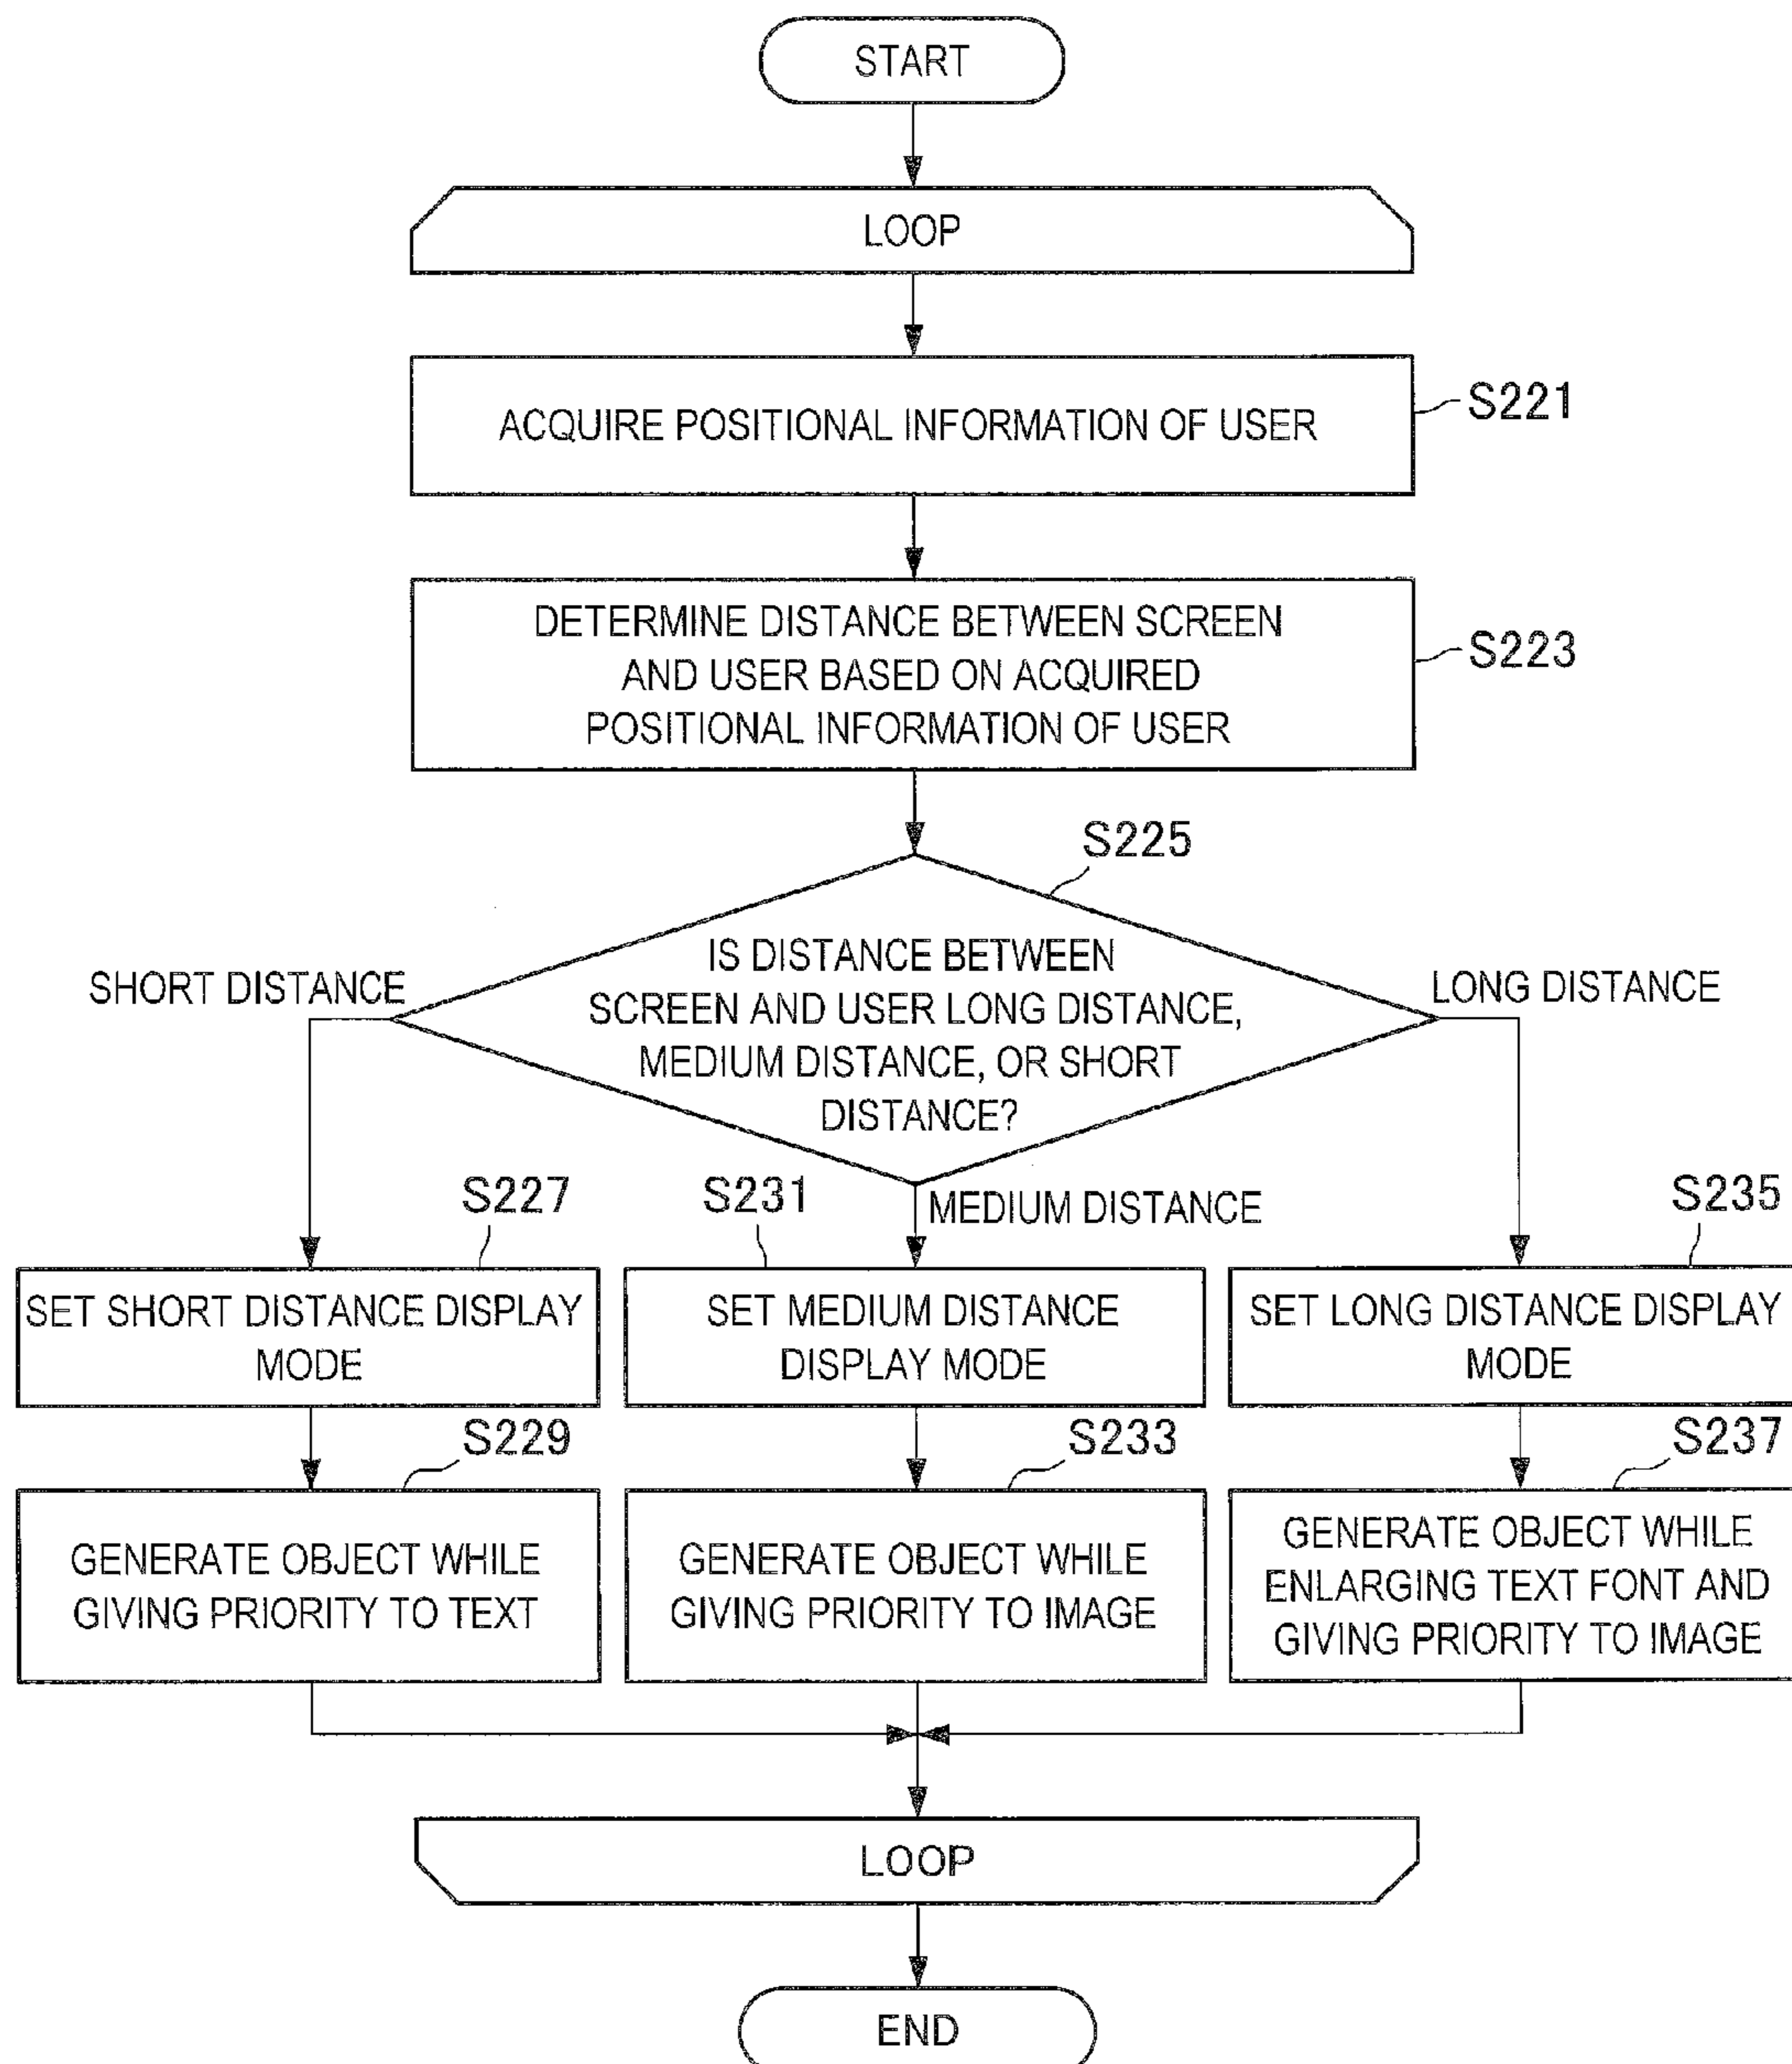 START
LOOP
ACQUIRE POSITIONAL INFORMATION OF USER
S221
DETERMINE DISTANCE BETWEEN SCREEN
AND USER BASED ON ACQUIRED
POSITIONAL INFORMATION OF USER
S223
S225
IS DISTANCE BETWEEN
SCREEN AND USER LONG DISTANCE,
MEDIUM DISTANCE, OR SHORT
DISTANCE?
SHORT DISTANCE
LONG DISTANCE
MEDIUM DISTANCE
S227
SET SHORT DISTANCE DISPLAY
MODE
S231
SET MEDIUM DISTANCE
DISPLAY MODE
S235
SET LONG DISTANCE DISPLAY
MODE
S229
GENERATE OBJECT WHILE
GIVING PRIORITY TO TEXT
S233
GENERATE OBJECT WHILE
GIVING PRIORITY TO IMAGE
S237
GENERATE OBJECT WHILE
ENLARGING TEXT FONT AND
GIVING PRIORITY TO IMAGE
LOOP
END